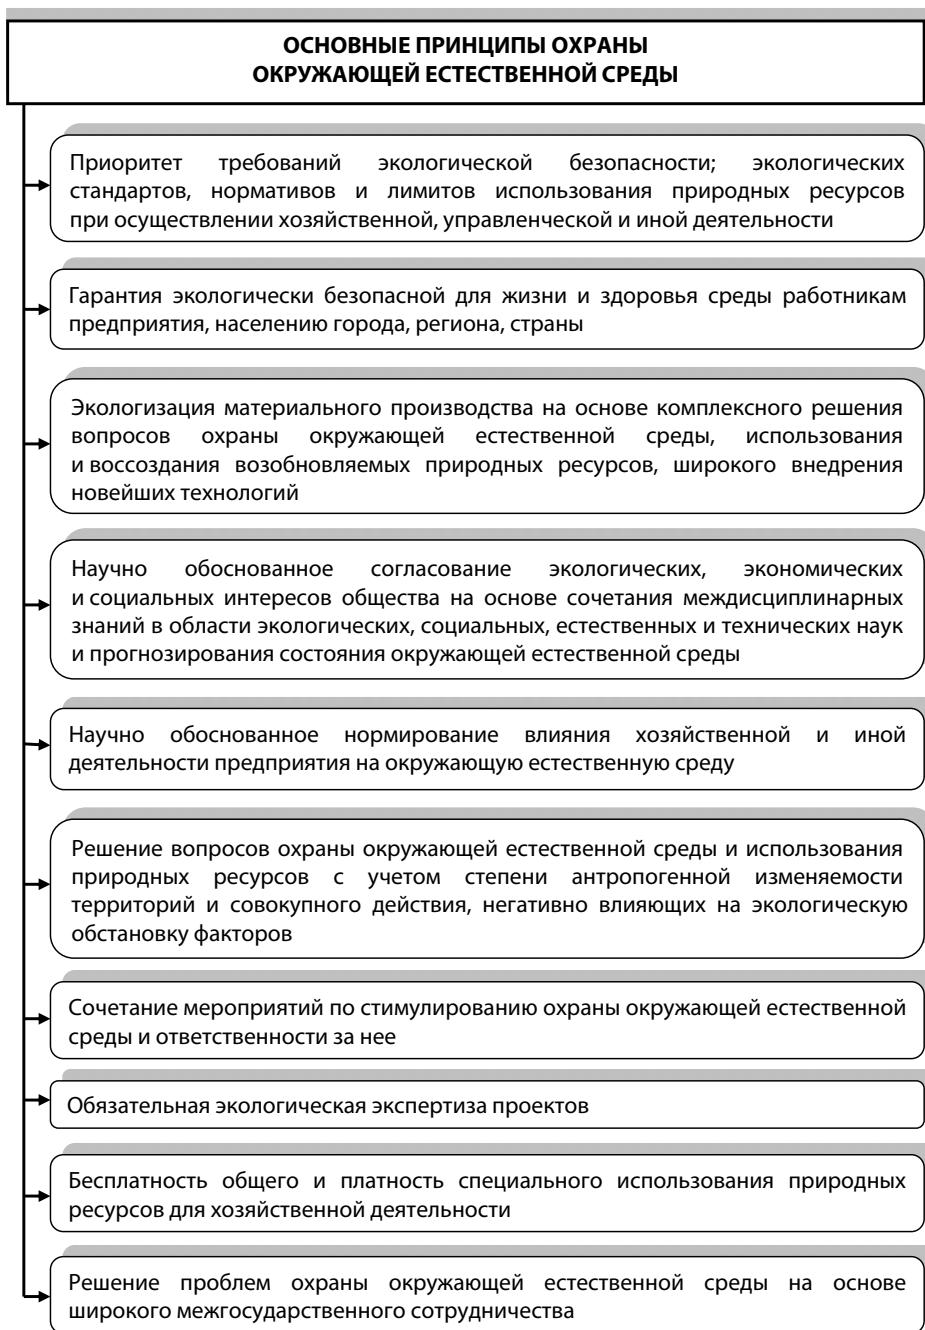 ОСНОВНЫЕ ПРИНЦИПЫ ОХРАНЫ
ОКРУЖАЮЩЕЙ ЕСТЕСТВЕННОЙ СРЕДЫ
Приоритет требований экологической безопасности; экологических
стандартов, нормативов и лимитов использования природных ресурсов
при осуществлении хозяйственной, управленческой и иной деятельности
Гарантия экологически безопасной для жизни и здоровья среды работникам
предприятия, населению города, региона, страны
Экологизация материального производства на основе комплексного решения
вопросов охраны окружающей естественной среды, использования
и воссоздания возобновляемых природных ресурсов, широкого внедрения
новейших технологий
Научно обоснованное согласование экологических, экономических
и социальных интересов общества на основе сочетания междисциплинарных
знаний в области экологических, социальных, естественных и технических наук
и прогнозирования состояния окружающей естественной среды
Научно обоснованное нормирование влияния хозяйственной и иной
деятельности предприятия на окружающую естественную среду
Решение вопросов охраны окружающей естественной среды и использования
природных ресурсов с учетом степени антропогенной изменяемости
территорий и совокупного действия, негативно влияющих на экологическую
обстановку факторов
Сочетание мероприятий по стимулированию охраны окружающей естественной
среды и ответственности за нее
Обязательная экологическая экспертиза проектов
Бесплатность общего и платность специального использования природных
ресурсов для хозяйственной деятельности
Решение проблем охраны окружающей естественной среды на основе
широкого межгосударственного сотрудничества